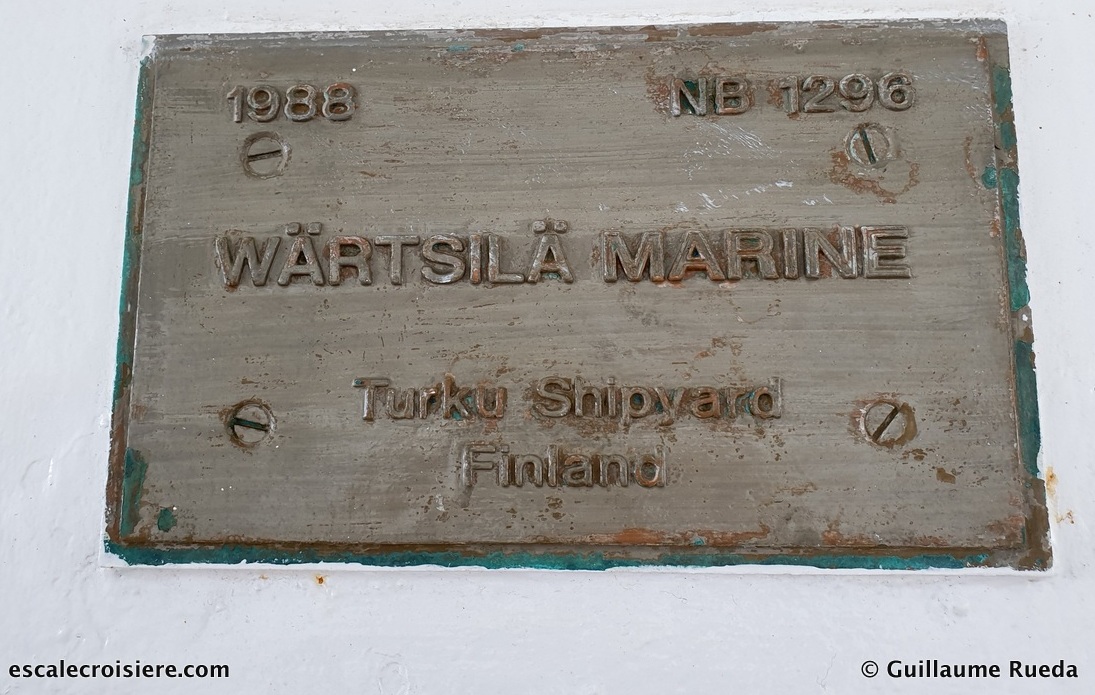 1988 NB 1296
WÄRTSILÄ MARINE
Turku Shipyard
Finland
escalecroisiere.com © Guillaume Rueda